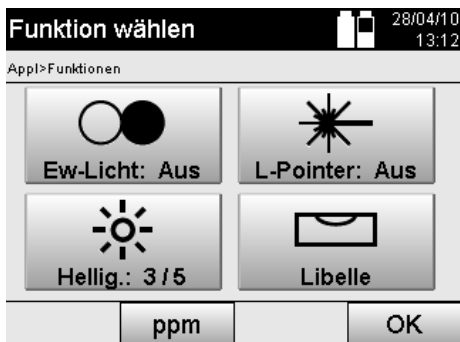 Funktion wählen
28/04/10
13:12
Appl>Funktionen
Ew-Licht: Aus
L-Pointer: Aus
Hellig.: 3/5
Libelle
ppm
OK